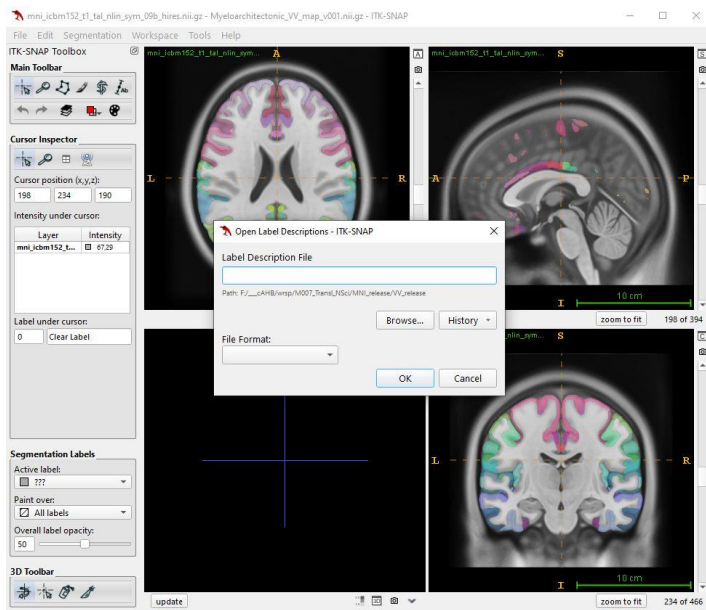 mni_icbm152_t1_tal_nlin_sym_09b_hires.nii.gz - Myeloarchitectonic_VV_map_v001.nii.gz - ITK-SNAP
File Edit Segmentation Workspace Tools Help
ITK-SNAP Toolbox
Main Toolbar
Cursor Inspector
Cursor position (x,y,z):
198 234 190
Intensity under cursor:
Layer Intensity
mni_icbm152_t... 67,29
Label under cursor:
0 Clear Label
Segmentation Labels
Active label:
???
Paint over:
All labels
Overall label opacity:
50
3D Toolbar
mni_icbm152_t1_tal_nlin_sym...
A
L
R
A
mni_icbm152_t1_tal_nlin_sym...
S
A
P
I
10 cm
S
zoom to fit 198 of 394
Open Label Descriptions - ITK-SNAP
Label Description File
Path: F:/__cAHB/wrsp/M007_Transl_NSci/MNI_release/VV_release
Browse... History
File Format:
OK Cancel
update
3D
_nlin_sym...
S
L
R
I
10 cm
C
zoom to fit 234 of 466